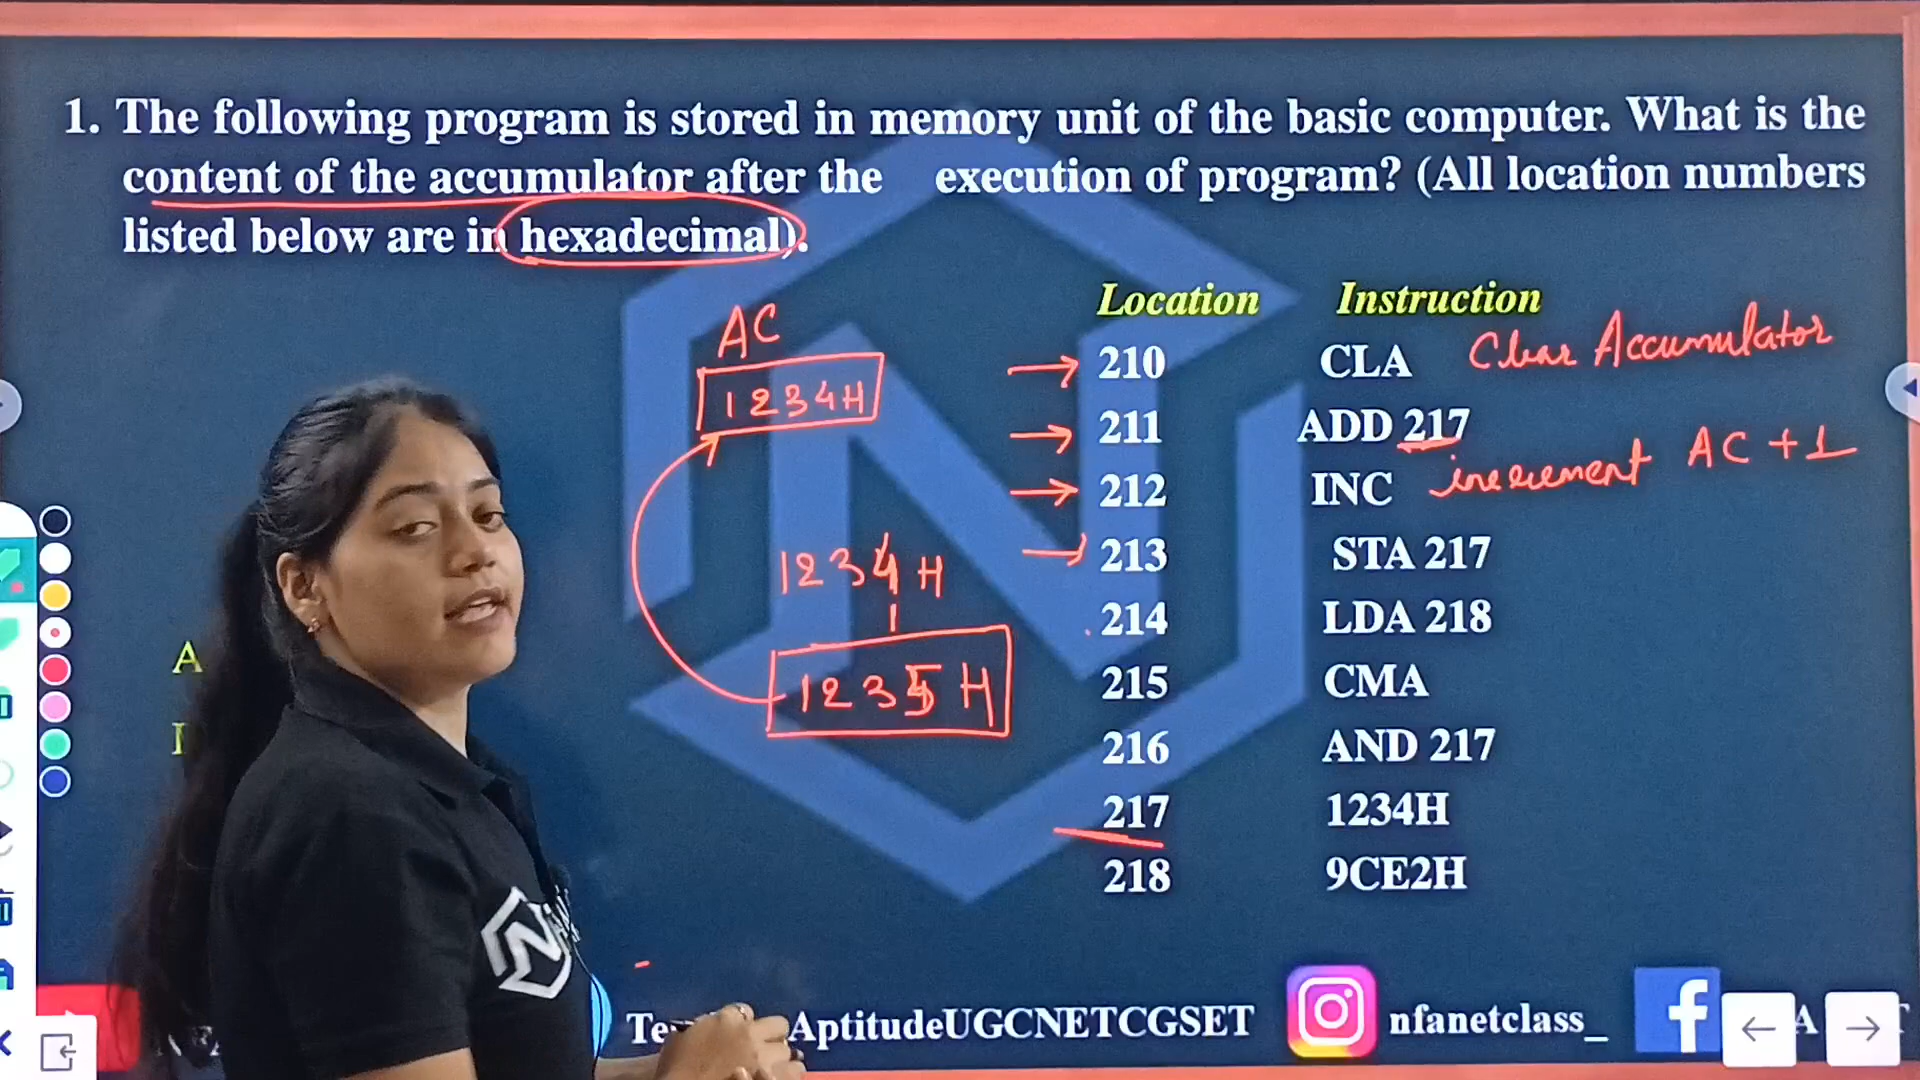 1. The following program is stored in memory unit of the basic computer. What is the
content of the accumulator after the execution of program? (All location numbers
listed below are in hexadecimal).
Location Instruction
210 CLA Clear Accumulator
211 ADD 217
212 INC increment AC + 1
213 STA 217
214 LDA 218
215 CMA
216 AND 217
217 1234H
218 9CE2H
AC
1234H
1234 H
1
1235 H
A
I
AptitudeUGCNETCGSET nfanetclass_